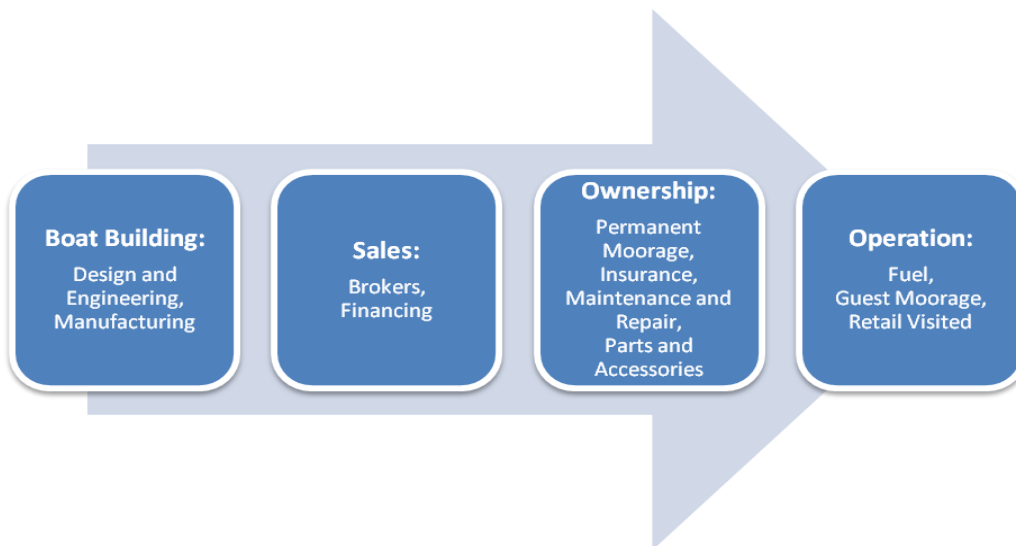 Boat Building:
Design and
Engineering,
Manufacturing
Sales:
Brokers,
Financing
Ownership:
Permanent
Moorage,
Insurance,
Maintenance and
Repair,
Parts and
Accessories
Operation:
Fuel,
Guest Moorage,
Retail Visited